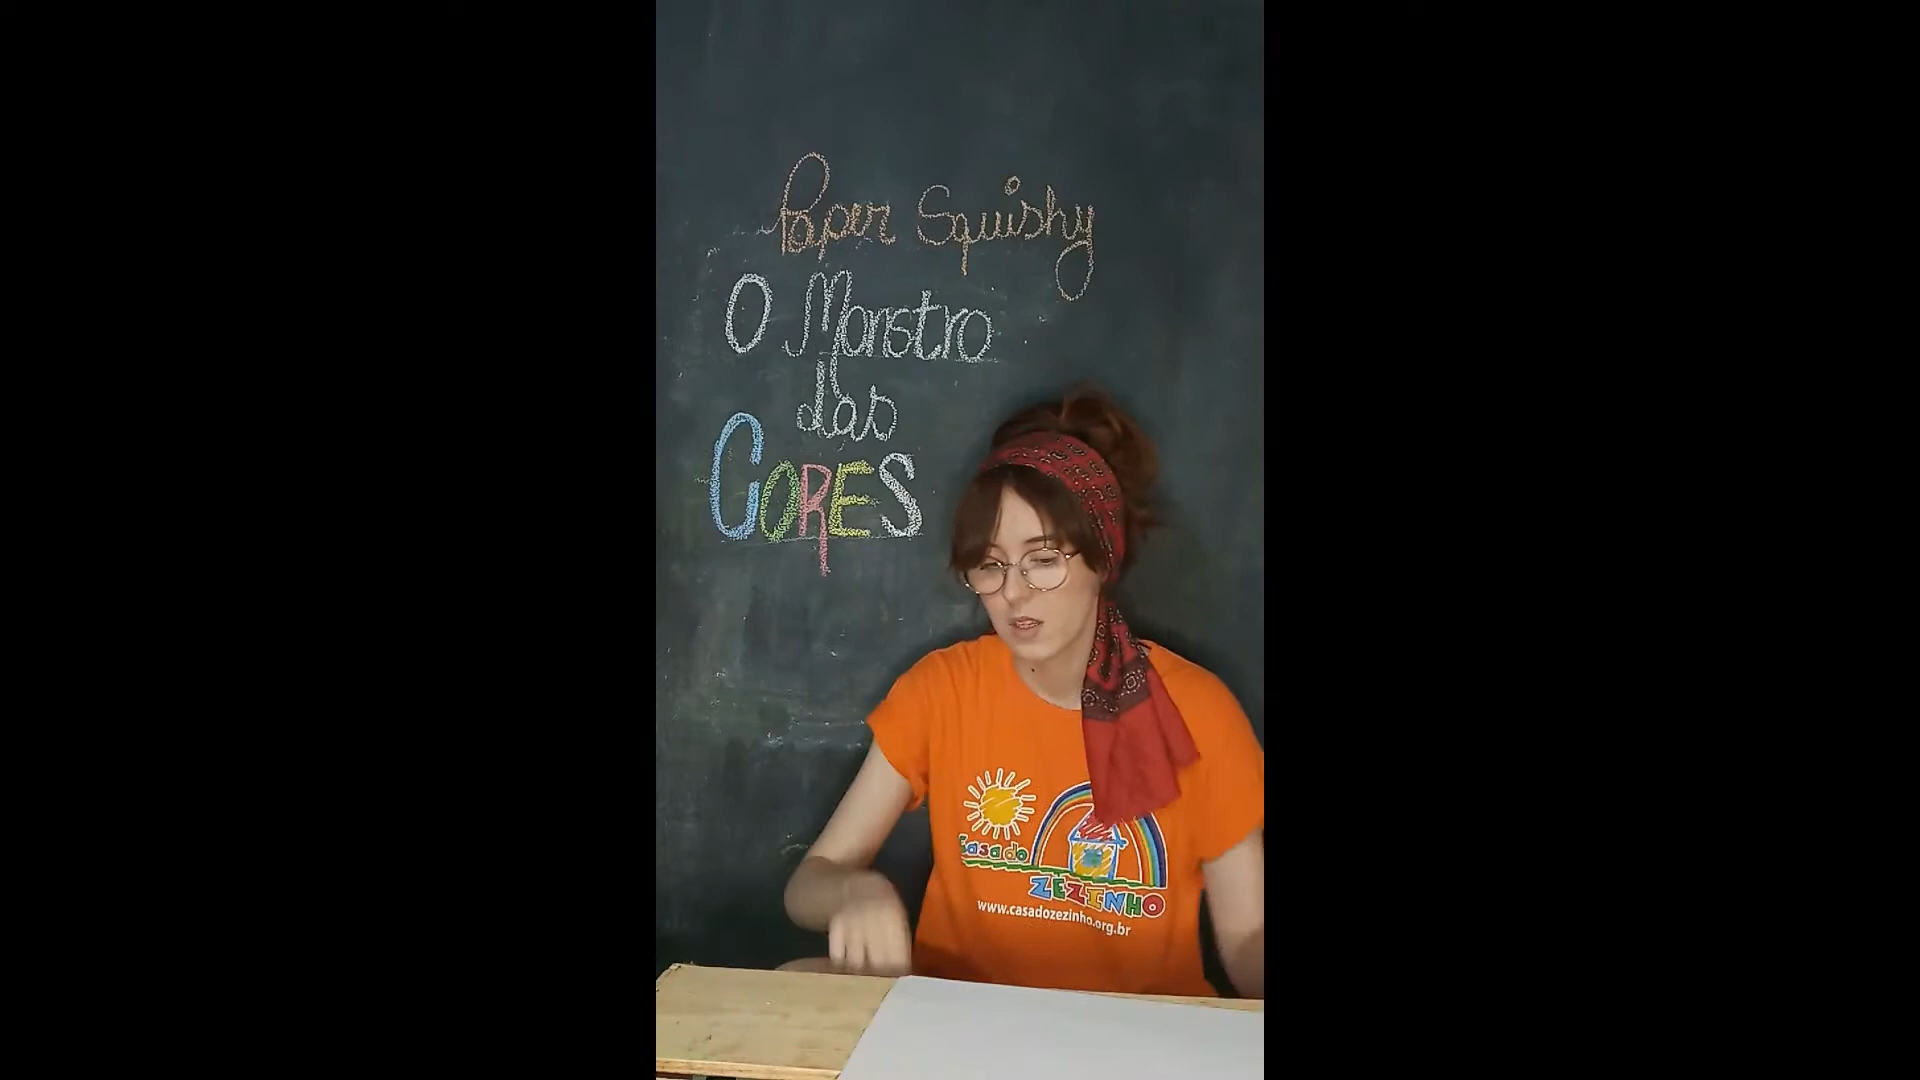 Paper Squishy
O Monstro
das
CORES
Casa do
ZEZINHO
www.casadozezinho.org.br